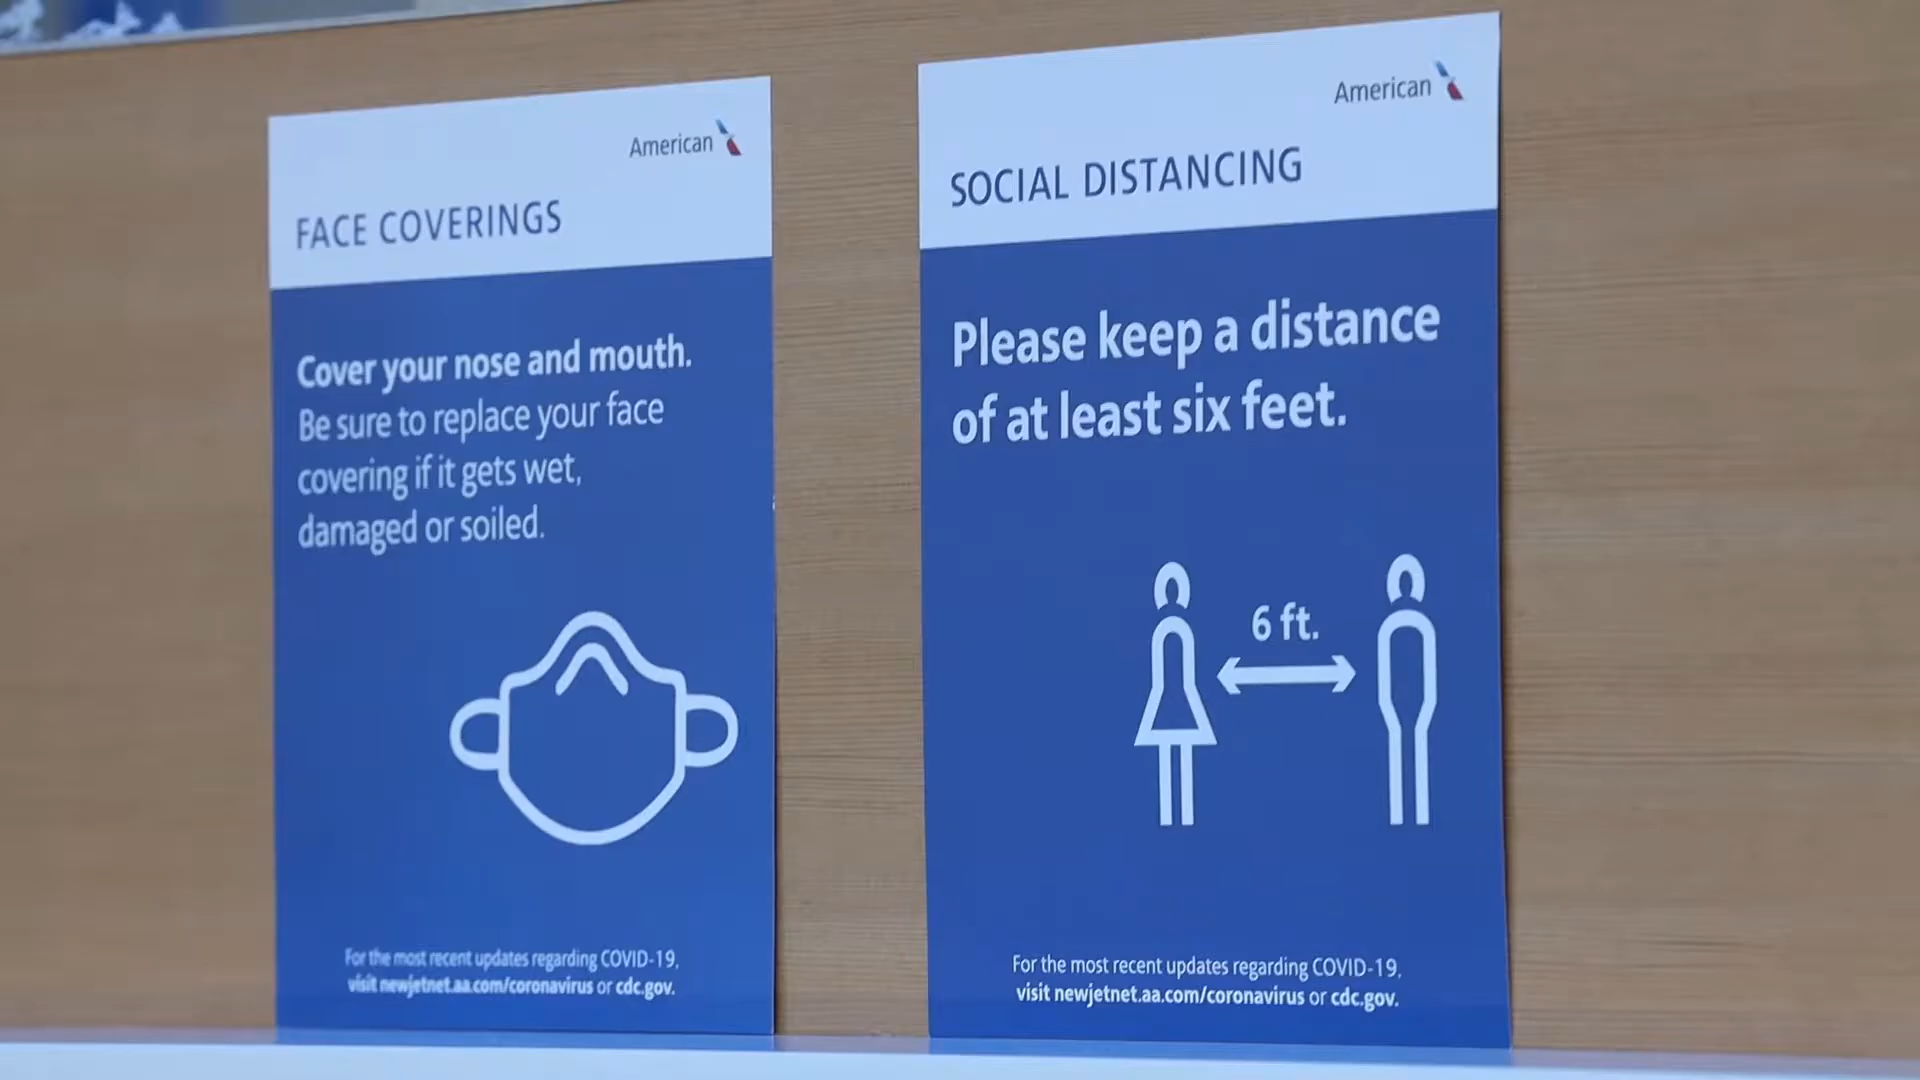 American
FACE COVERINGS
Cover your nose and mouth.
Be sure to replace your face
covering if it gets wet,
damaged or soiled.
For the most recent updates regarding COVID-19,
visit newjetnet.aa.com/coronavirus or cdc.gov.
American
SOCIAL DISTANCING
Please keep a distance
of at least six feet.
6 ft.
For the most recent updates regarding COVID-19,
visit newjetnet.aa.com/coronavirus or cdc.gov.